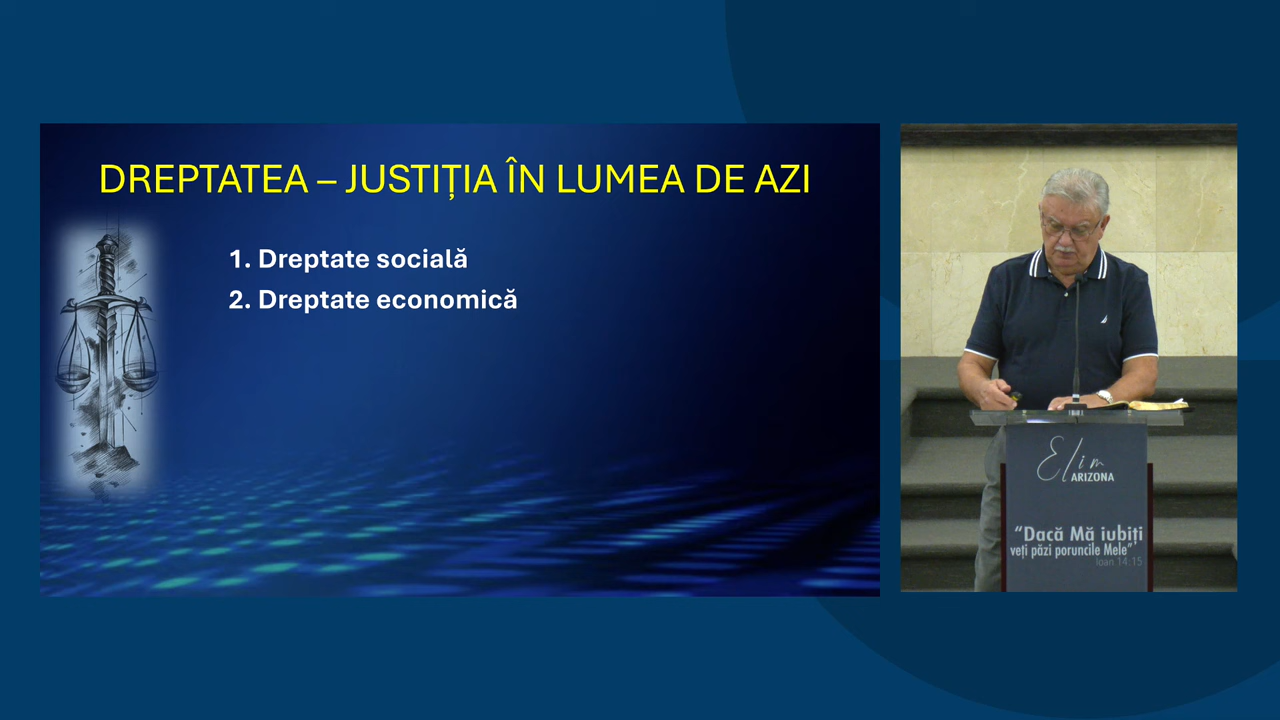 DREPTATEA – JUSTIȚIA ÎN LUMEA DE AZI
1. Dreptate socială
2. Dreptate economică
Elim
ARIZONA
“Dacă Mă iubiți
veți păzi poruncile Mele”
Ioan 14:15